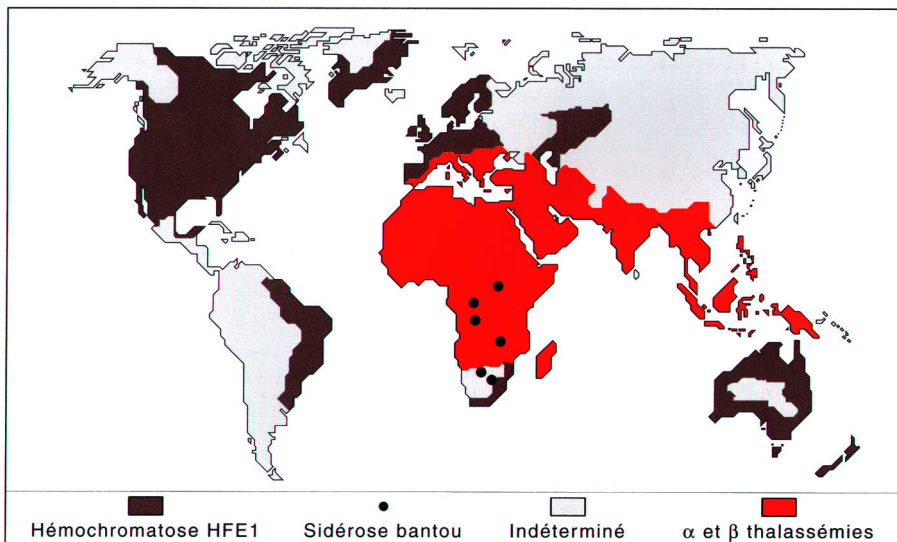 Hémochromatose HFE1
Sidérose bantou
Indéterminé
α et β thalassémies